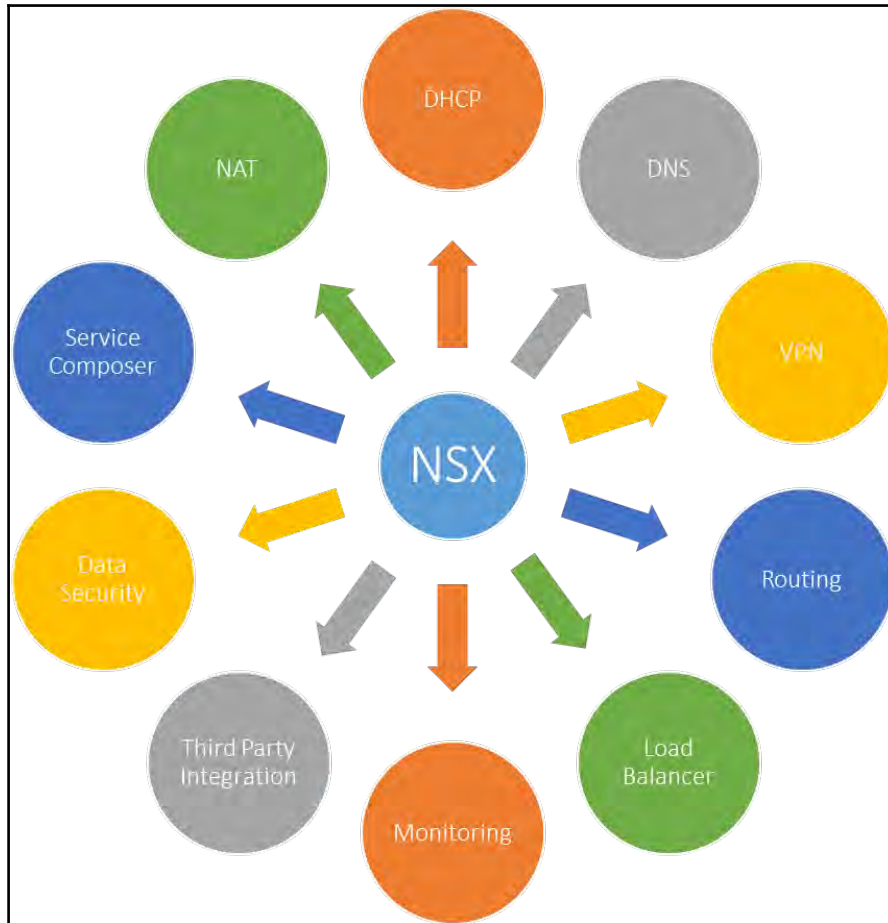 DHCP
DNS
VPN
Routing
Load
Balancer
Monitoring
Third Party
Integration
Data
Security
Service
Composer
NAT
NSX